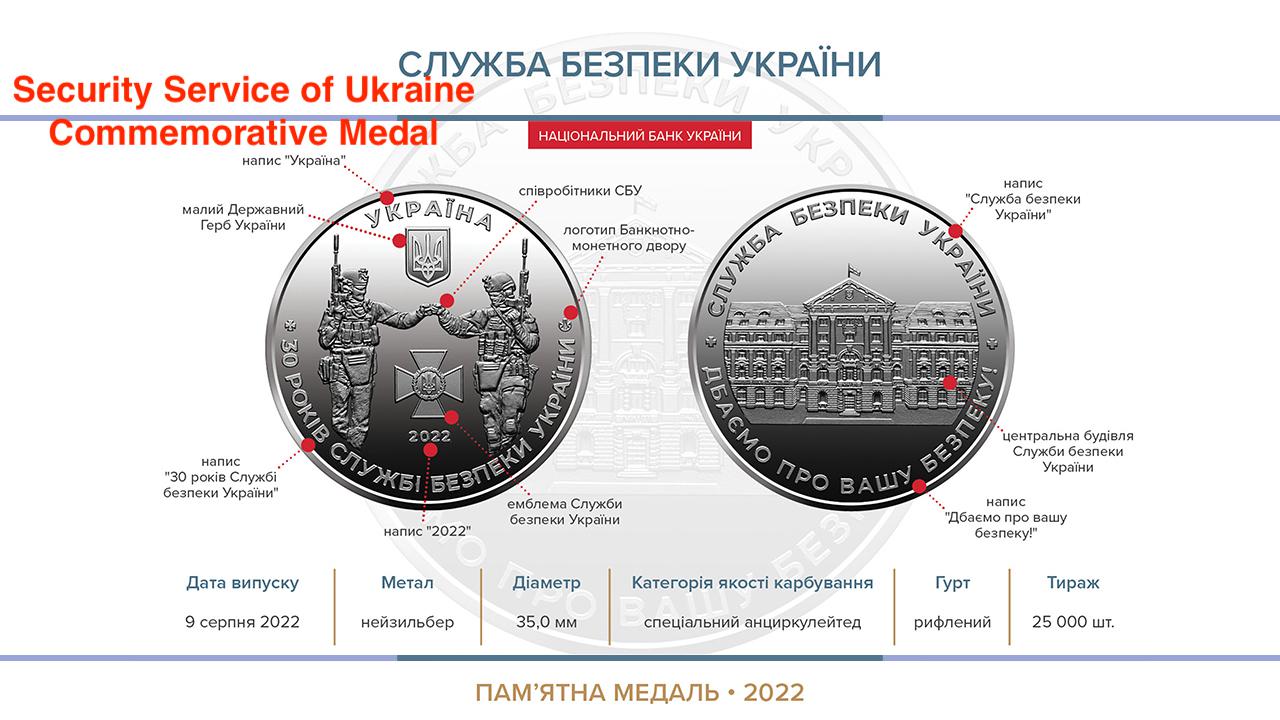 СЛУЖБА БЕЗПЕКИ УКРАЇНИ
Security Service of Ukraine
Commemorative Medal
НАЦІОНАЛЬНИЙ БАНК УКРАЇНИ
напис "Україна"
малий Державний
Герб України
співробітники СБУ
логотип Банкнотно-
монетного двору
напис
"Служба безпеки
України"
УКРАЇНА
2022
30 РОКІВ СЛУЖБІ БЕЗПЕКИ УКРАЇНИ
СЛУЖБА БЕЗПЕКИ УКРАЇНИ
ДБАЄМО ПРО ВАШУ БЕЗПЕКУ!
напис
"30 років Службі
безпеки України"
напис "2022"
емблема Служби
безпеки України
центральна будівля
Служби безпеки
України
напис
"Дбаємо про вашу
безпеку!"
Дата випуску Метал Діаметр Категорія якості карбування Гурт Тираж
9 серпня 2022 нейзильбер 35,0 мм спеціальний анциркулейтед рифлений 25 000 шт.
ПАМ’ЯТНА МЕДАЛЬ • 2022